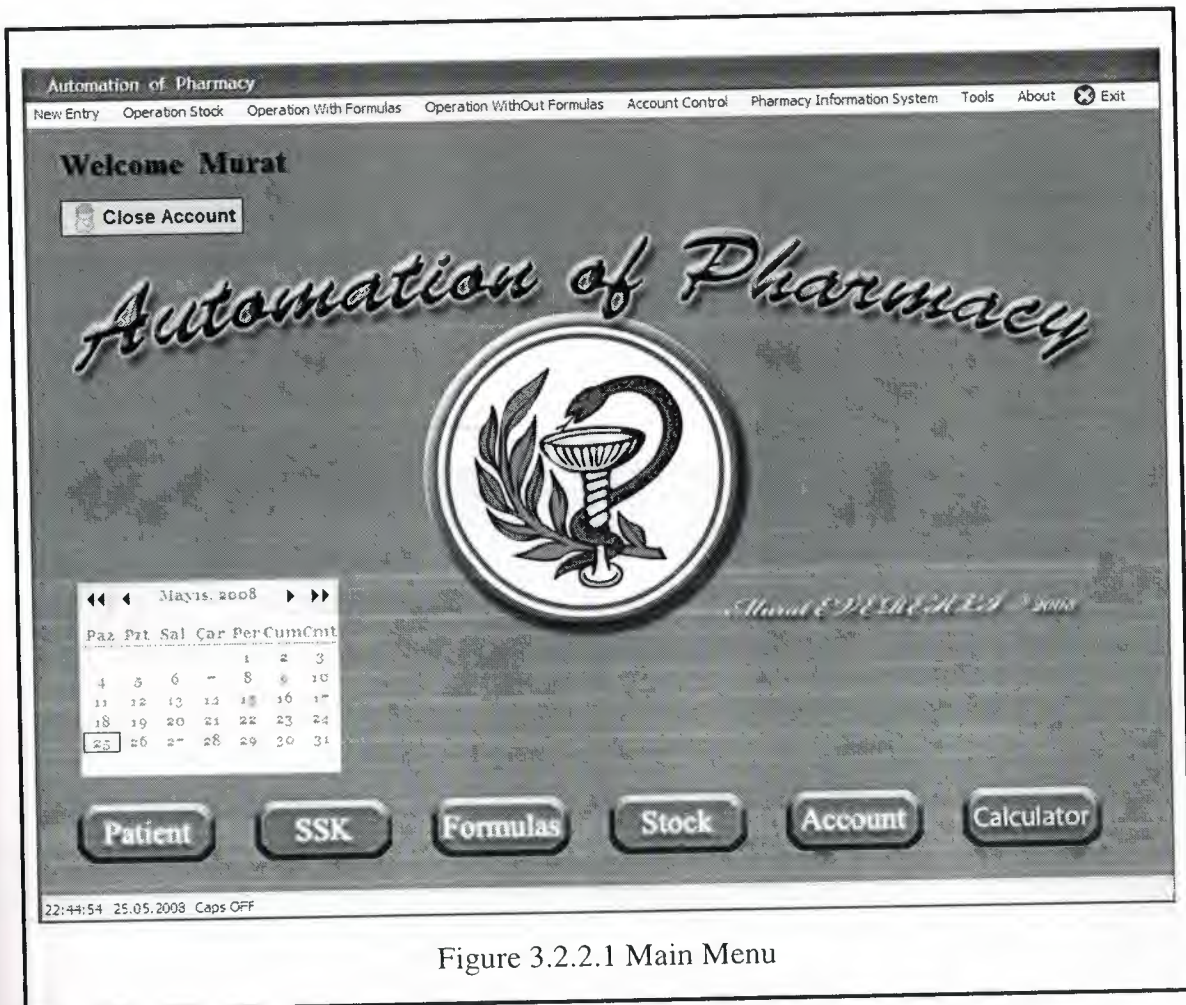 Automation of Pharmacy
New Entry Operation Stock Operation With Formulas Operation WithOut Formulas Account Control Pharmacy Information System Tools About Exit
Welcome Murat
Close Account
Automation of Pharmacy
Mayıs, 2008
Paz Pzt Sal Çar Per Cum Cmt
1 2 3
4 5 6 8 9 10
11 12 13 14 15 16 17
18 19 20 21 22 23 24
25 26 27 28 29 30 31
Murat 2008
Patient SSK Formulas Stock Account Calculator
22:44:54 25.05.2008 Caps OFF
Figure 3.2.2.1 Main Menu